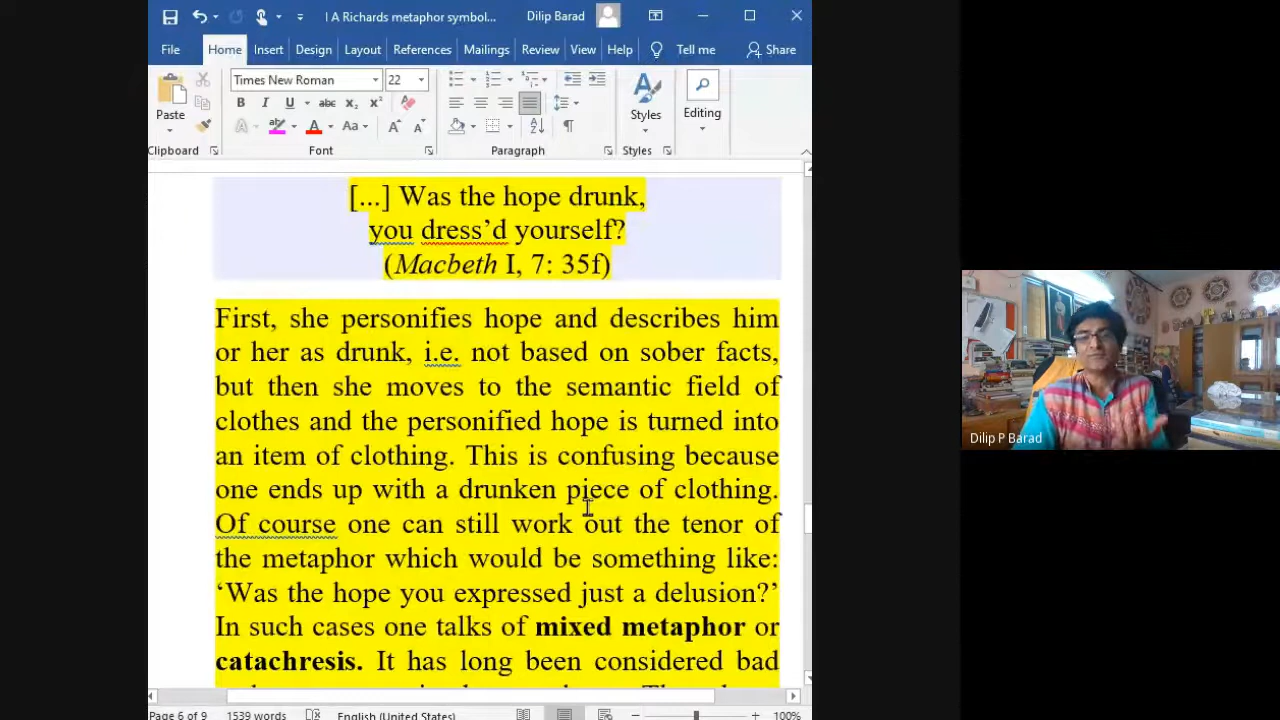 I A Richards metaphor symbol...
Dilip Barad
File Home Insert Design Layout References Mailings Review View Help Tell me Share
Paste
Times New Roman 22
B I U abc x₂ x²
A ab A Aa A A
Styles
Editing
Clipboard Font Paragraph Styles
[...] Was the hope drunk,
you dress’d yourself?
(Macbeth I, 7: 35f)
First, she personifies hope and describes him
or her as drunk, i.e. not based on sober facts,
but then she moves to the semantic field of
clothes and the personified hope is turned into
an item of clothing. This is confusing because
one ends up with a drunken piece of clothing.
Of course one can still work out the tenor of
the metaphor which would be something like:
‘Was the hope you expressed just a delusion?’
In such cases one talks of mixed metaphor or
catachresis. It has long been considered bad
Page 6 of 9 1539 words English (United States) 100%
Dilip P Barad